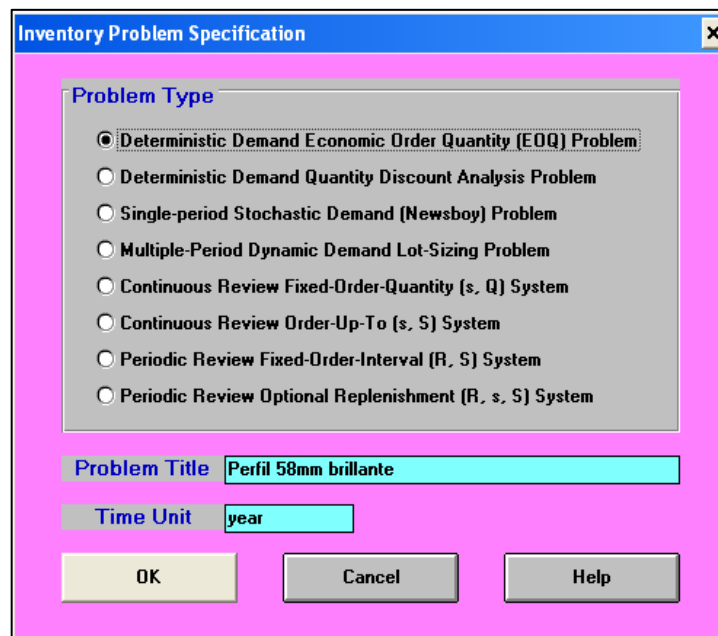 Inventory Problem Specification
Problem Type
Deterministic Demand Economic Order Quantity (EOQ) Problem
Deterministic Demand Quantity Discount Analysis Problem
Single-period Stochastic Demand (Newsboy) Problem
Multiple-Period Dynamic Demand Lot-Sizing Problem
Continuous Review Fixed-Order-Quantity (s, Q) System
Continuous Review Order-Up-To (s, S) System
Periodic Review Fixed-Order-Interval (R, S) System
Periodic Review Optional Replenishment (R, s, S) System
Problem Title Perfil 58mm brillante
Time Unit year
OK Cancel Help